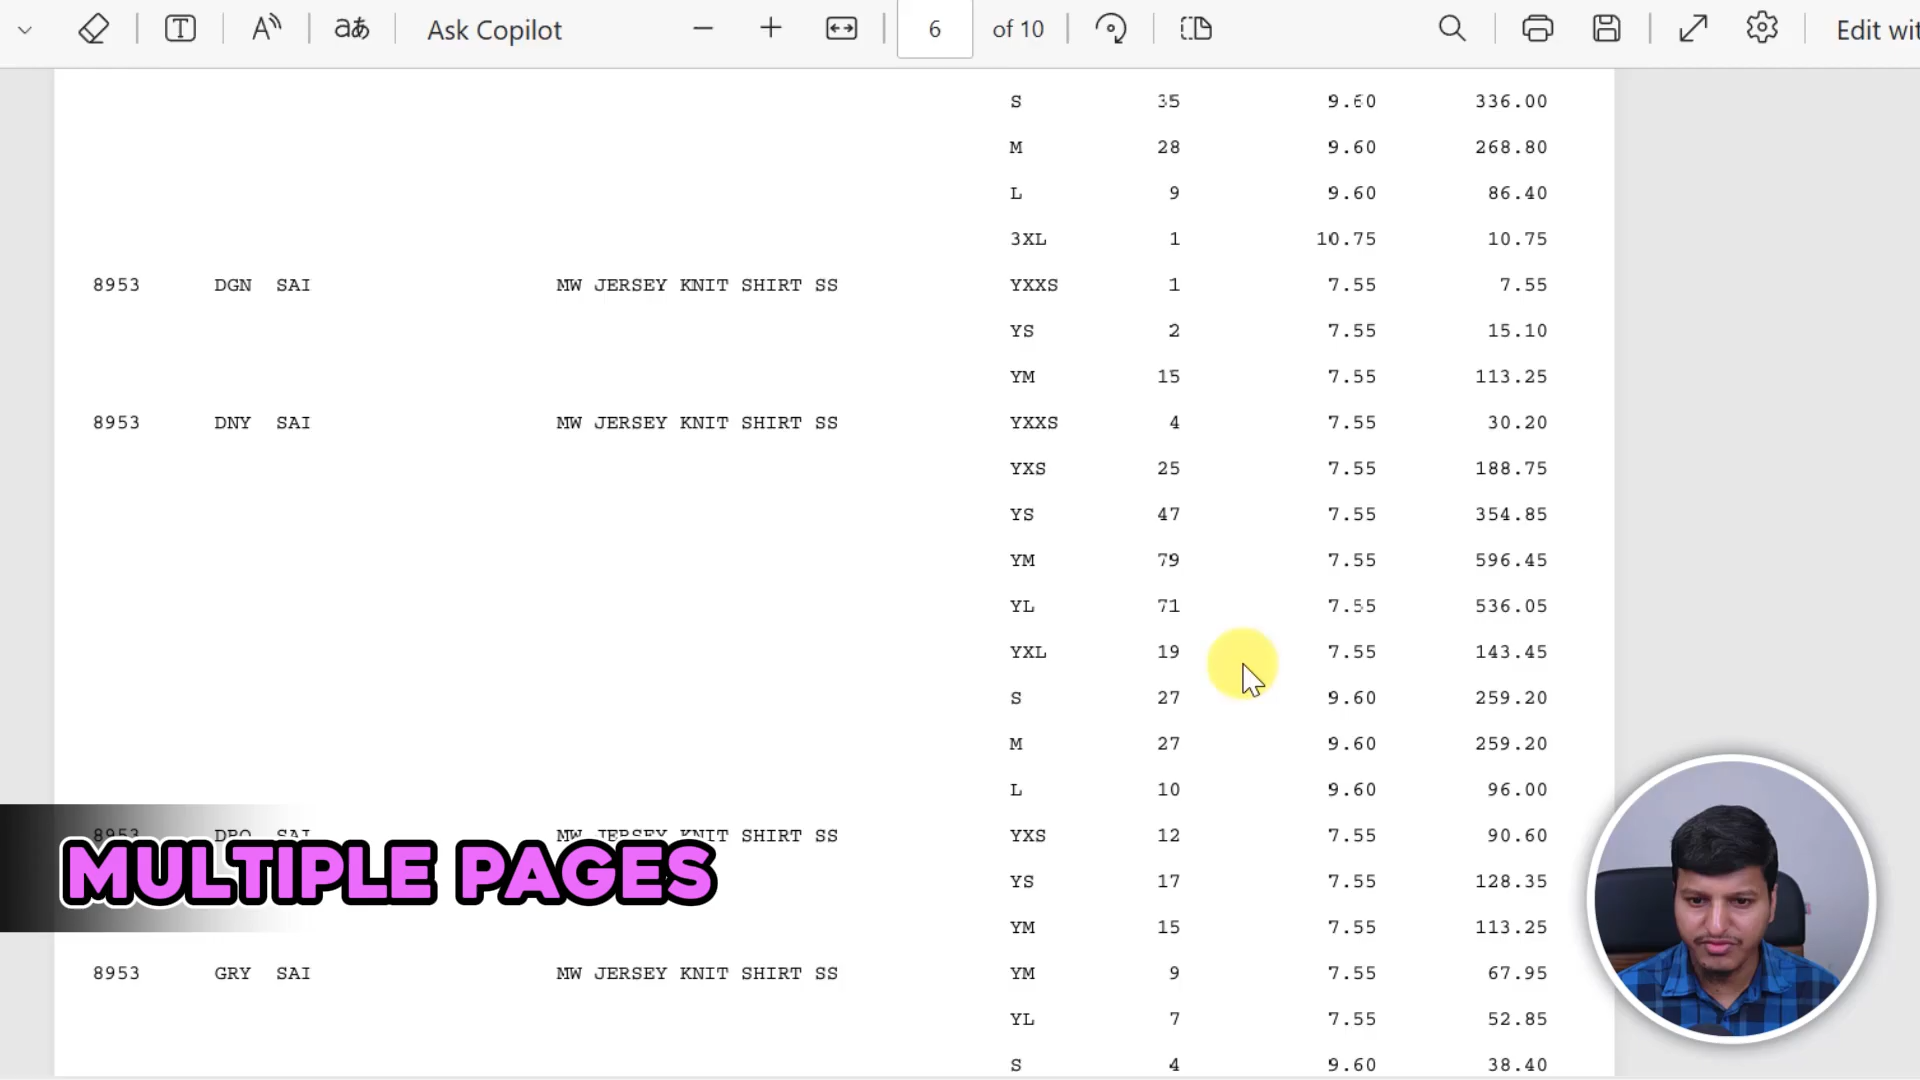 Ask Copilot 6 of 10 Edit wit
S 35 9.60 336.00
M 28 9.60 268.80
L 9 9.60 86.40
3XL 1 10.75 10.75
8953 DGN SAI MW JERSEY KNIT SHIRT SS YXXS 1 7.55 7.55
YS 2 7.55 15.10
YM 15 7.55 113.25
8953 DNY SAI MW JERSEY KNIT SHIRT SS YXXS 4 7.55 30.20
YXS 25 7.55 188.75
YS 47 7.55 354.85
YM 79 7.55 596.45
YL 71 7.55 536.05
YXL 19 7.55 143.45
S 27 9.60 259.20
M 27 9.60 259.20
L 10 9.60 96.00
8953 SAI MW JERSEY KNIT SHIRT SS YXS 12 7.55 90.60
MULTIPLE PAGES
YS 17 7.55 128.35
YM 15 7.55 113.25
8953 GRY SAI MW JERSEY KNIT SHIRT SS YM 9 7.55 67.95
YL 7 7.55 52.85
S 4 9.60 38.40